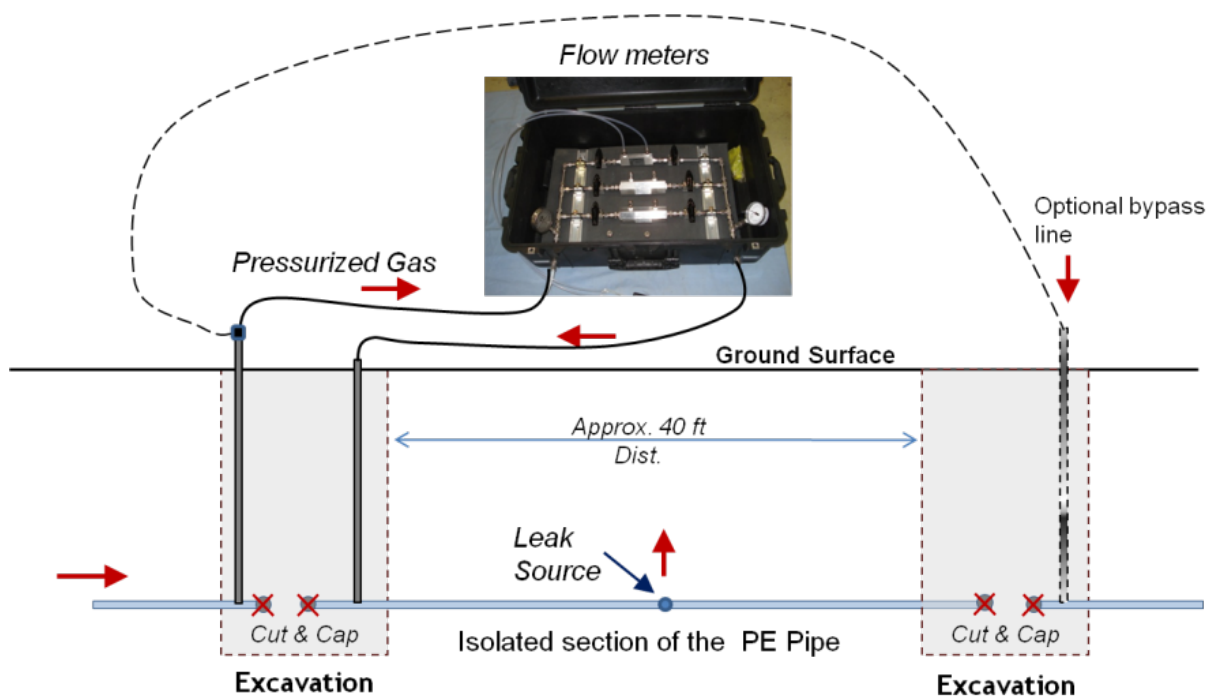 Flow meters
Optional bypass
line
Pressurized Gas
Ground Surface
Approx. 40 ft
Dist.
Leak
Source
Cut & Cap
Isolated section of the PE Pipe
Cut & Cap
Excavation
Excavation